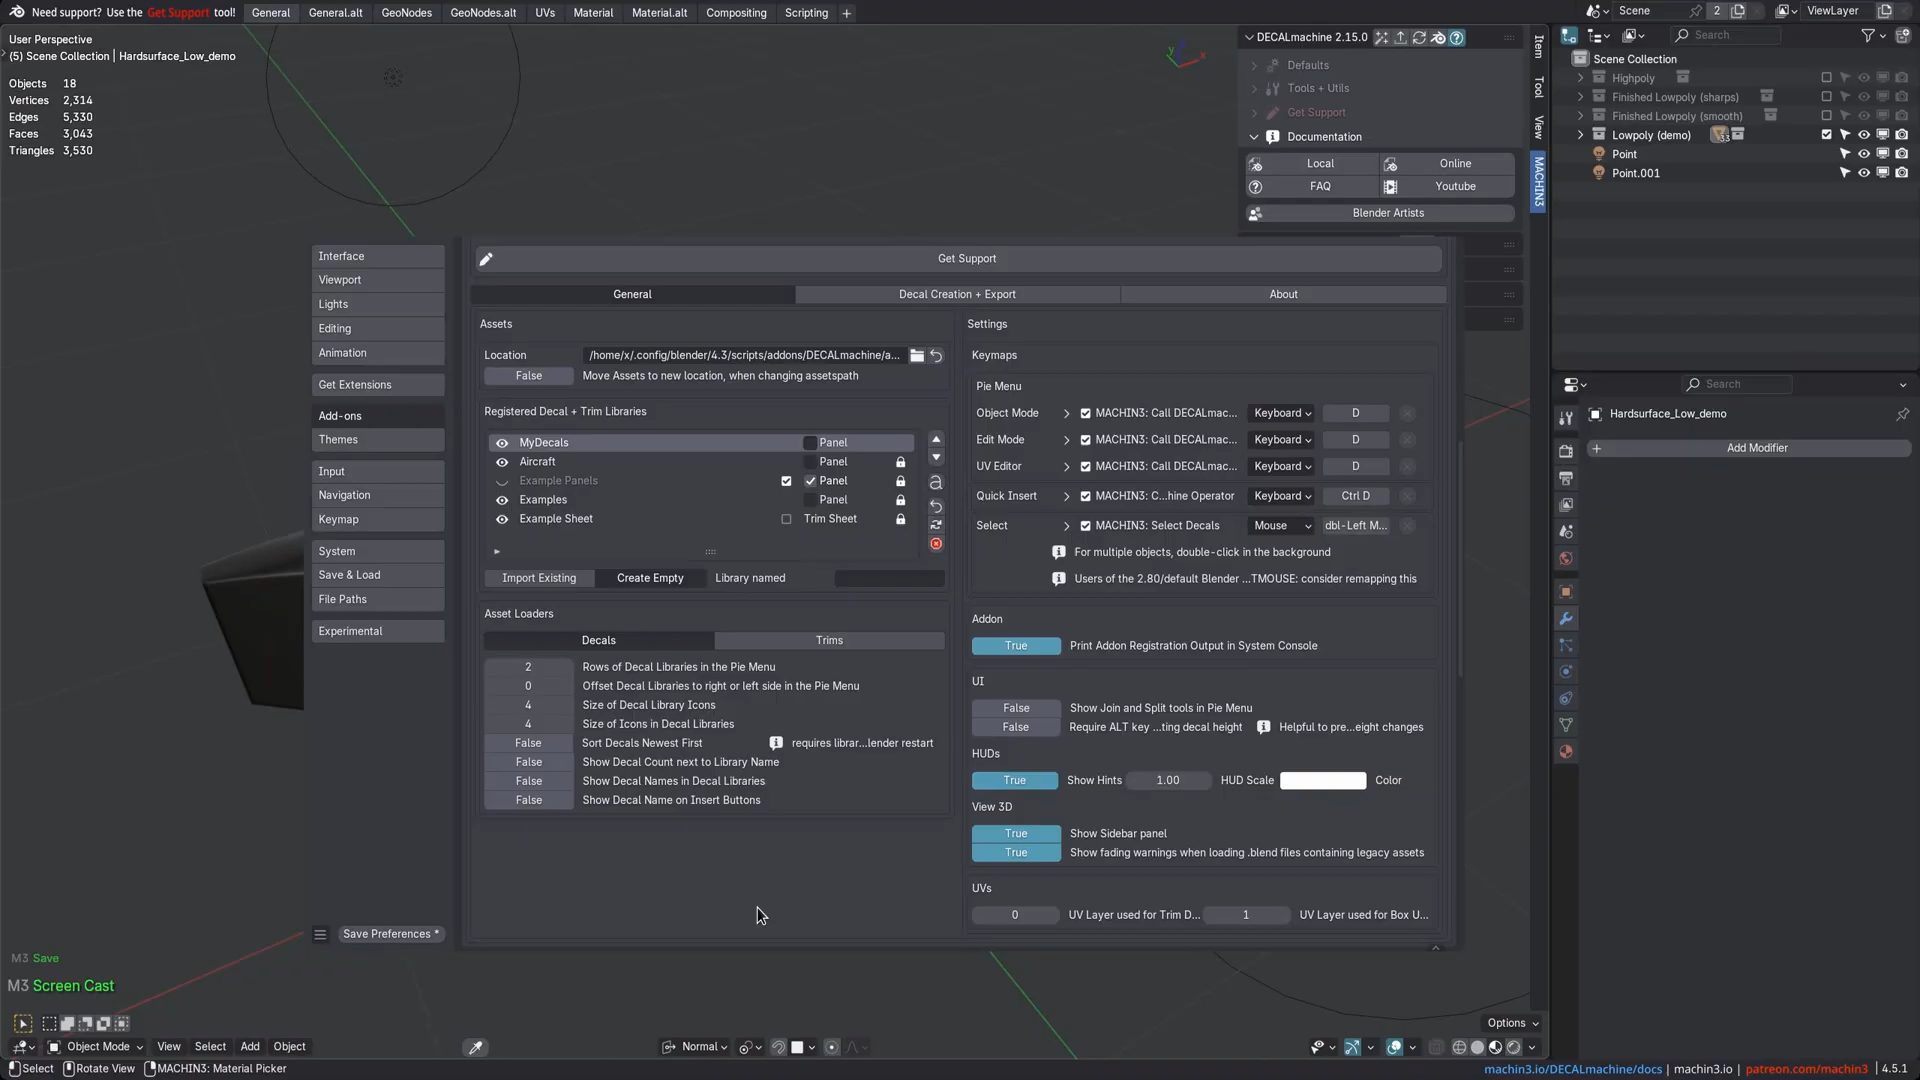 Need support? Use the Get Support tool! General General.alt GeoNodes GeoNodes.alt UVs Material Material.alt Compositing Scripting + Scene 2 ViewLayer
User Perspective
(5) Scene Collection | Hardsurface_Low_demo
Objects 18
Vertices 2,314
Edges 5,330
Faces 3,043
Triangles 3,530
y x
DECALmachine 2.15.0
Defaults
Tools + Utils
Get Support
Documentation
Local Online
FAQ Youtube
Blender Artists
Item
Tool
View
MACHIN3
Search
Scene Collection
Highpoly
Finished Lowpoly (sharps)
Finished Lowpoly (smooth)
Lowpoly (demo) 33
Point
Point.001
Search
Hardsurface_Low_demo
+ Add Modifier
Interface
Viewport
Lights
Editing
Animation
Get Extensions
Add-ons
Themes
Input
Navigation
Keymap
System
Save & Load
File Paths
Experimental
Save Preferences *
Get Support
General Decal Creation + Export About
Assets
Location /home/x/.config/blender/4.3/scripts/addons/DECALmachine/a...
False Move Assets to new location, when changing assetspath
Registered Decal + Trim Libraries
MyDecals Panel
Aircraft Panel
Example Panels Panel
Examples Panel
Example Sheet Trim Sheet
Import Existing Create Empty Library named
Asset Loaders
Decals Trims
2 Rows of Decal Libraries in the Pie Menu
0 Offset Decal Libraries to right or left side in the Pie Menu
4 Size of Decal Library Icons
4 Size of Icons in Decal Libraries
False Sort Decals Newest First requires librar...lender restart
False Show Decal Count next to Library Name
False Show Decal Names in Decal Libraries
False Show Decal Name on Insert Buttons
Settings
Keymaps
Pie Menu
Object Mode MACHIN3: Call DECALmac... Keyboard D
Edit Mode MACHIN3: Call DECALmac... Keyboard D
UV Editor MACHIN3: Call DECALmac... Keyboard D
Quick Insert MACHIN3: C...hine Operator Keyboard Ctrl D
Select MACHIN3: Select Decals Mouse dbl-Left M...
For multiple objects, double-click in the background
Users of the 2.80/default Blender ...TMOUSE: consider remapping this
Addon
True Print Addon Registration Output in System Console
UI
False Show Join and Split tools in Pie Menu
False Require ALT key ...ting decal height Helpful to pre...eight changes
HUDs
True Show Hints 1.00 HUD Scale Color
View 3D
True Show Sidebar panel
True Show fading warnings when loading .blend files containing legacy assets
UVs
0 UV Layer used for Trim D... 1 UV Layer used for Box U...
M3 Save
M3 Screen Cast
Options
Object Mode View Select Add Object Normal
Select Rotate View MACHIN3: Material Picker machin3.io/DECALmachine/docs | machin3.io | patreon.com/machin3 | 4.5.1